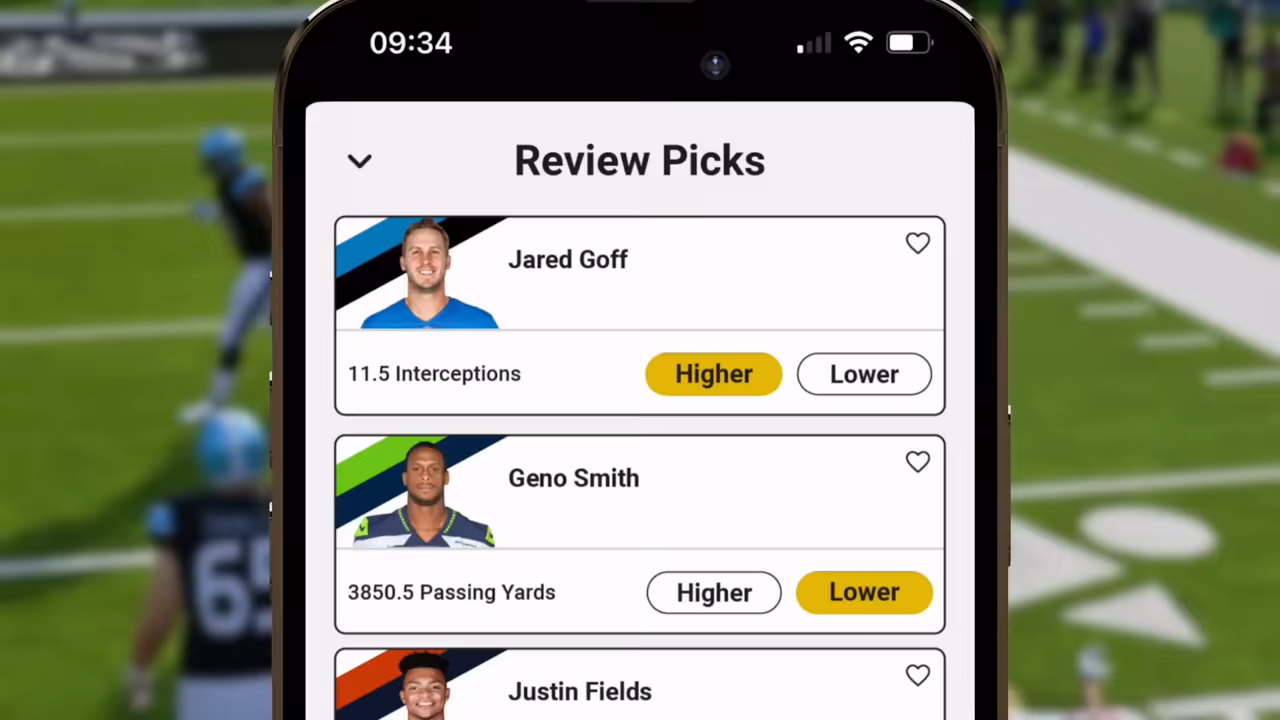 09:34
Review Picks
Jared Goff
11.5 Interceptions
Higher
Lower
Geno Smith
3850.5 Passing Yards
Higher
Lower
Justin Fields
65